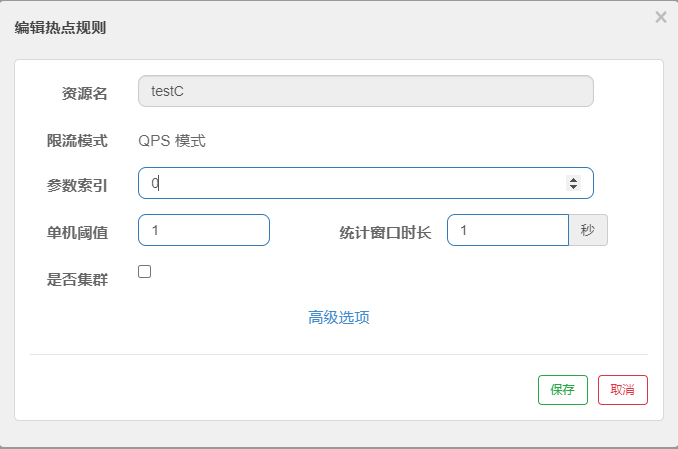 编辑热点规则
×
资源名 testC
限流模式 QPS 模式
参数索引 0
单机阈值 1 统计窗口时长 1 秒
是否集群
高级选项
保存 取消